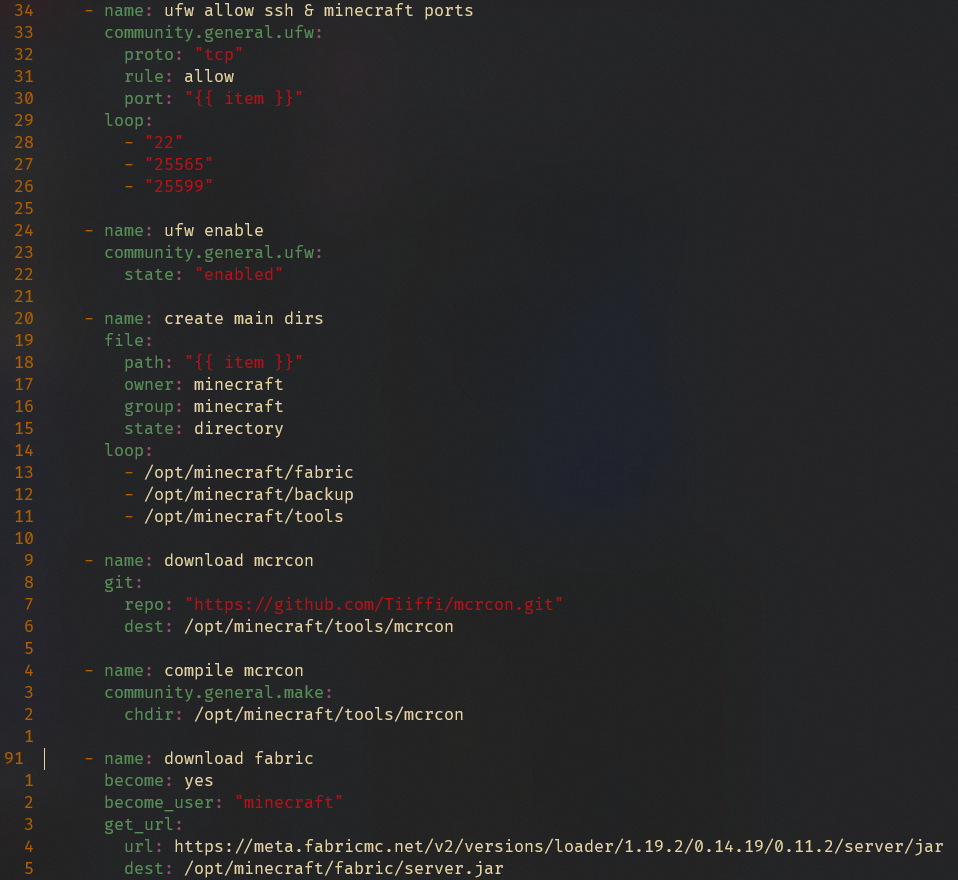 34     - name: ufw allow ssh & minecraft ports
33       community.general.ufw:
32         proto: "tcp"
31         rule: allow
30         port: "{{ item }}"
29       loop:
28         - "22"
27         - "25565"
26         - "25599"
25
24     - name: ufw enable
23       community.general.ufw:
22         state: "enabled"
21
20     - name: create main dirs
19       file:
18         path: "{{ item }}"
17         owner: minecraft
16         group: minecraft
15         state: directory
14       loop:
13         - /opt/minecraft/fabric
12         - /opt/minecraft/backup
11         - /opt/minecraft/tools
10
9     - name: download mcrcon
8       git:
7         repo: "https://github.com/Tiiffi/mcrcon.git"
6         dest: /opt/minecraft/tools/mcrcon
5
4     - name: compile mcrcon
3       community.general.make:
2         chdir: /opt/minecraft/tools/mcrcon
1
91     - name: download fabric
1       become: yes
2       become_user: "minecraft"
3       get_url:
4         url: https://meta.fabricmc.net/v2/versions/loader/1.19.2/0.14.19/0.11.2/server/jar
5         dest: /opt/minecraft/fabric/server.jar